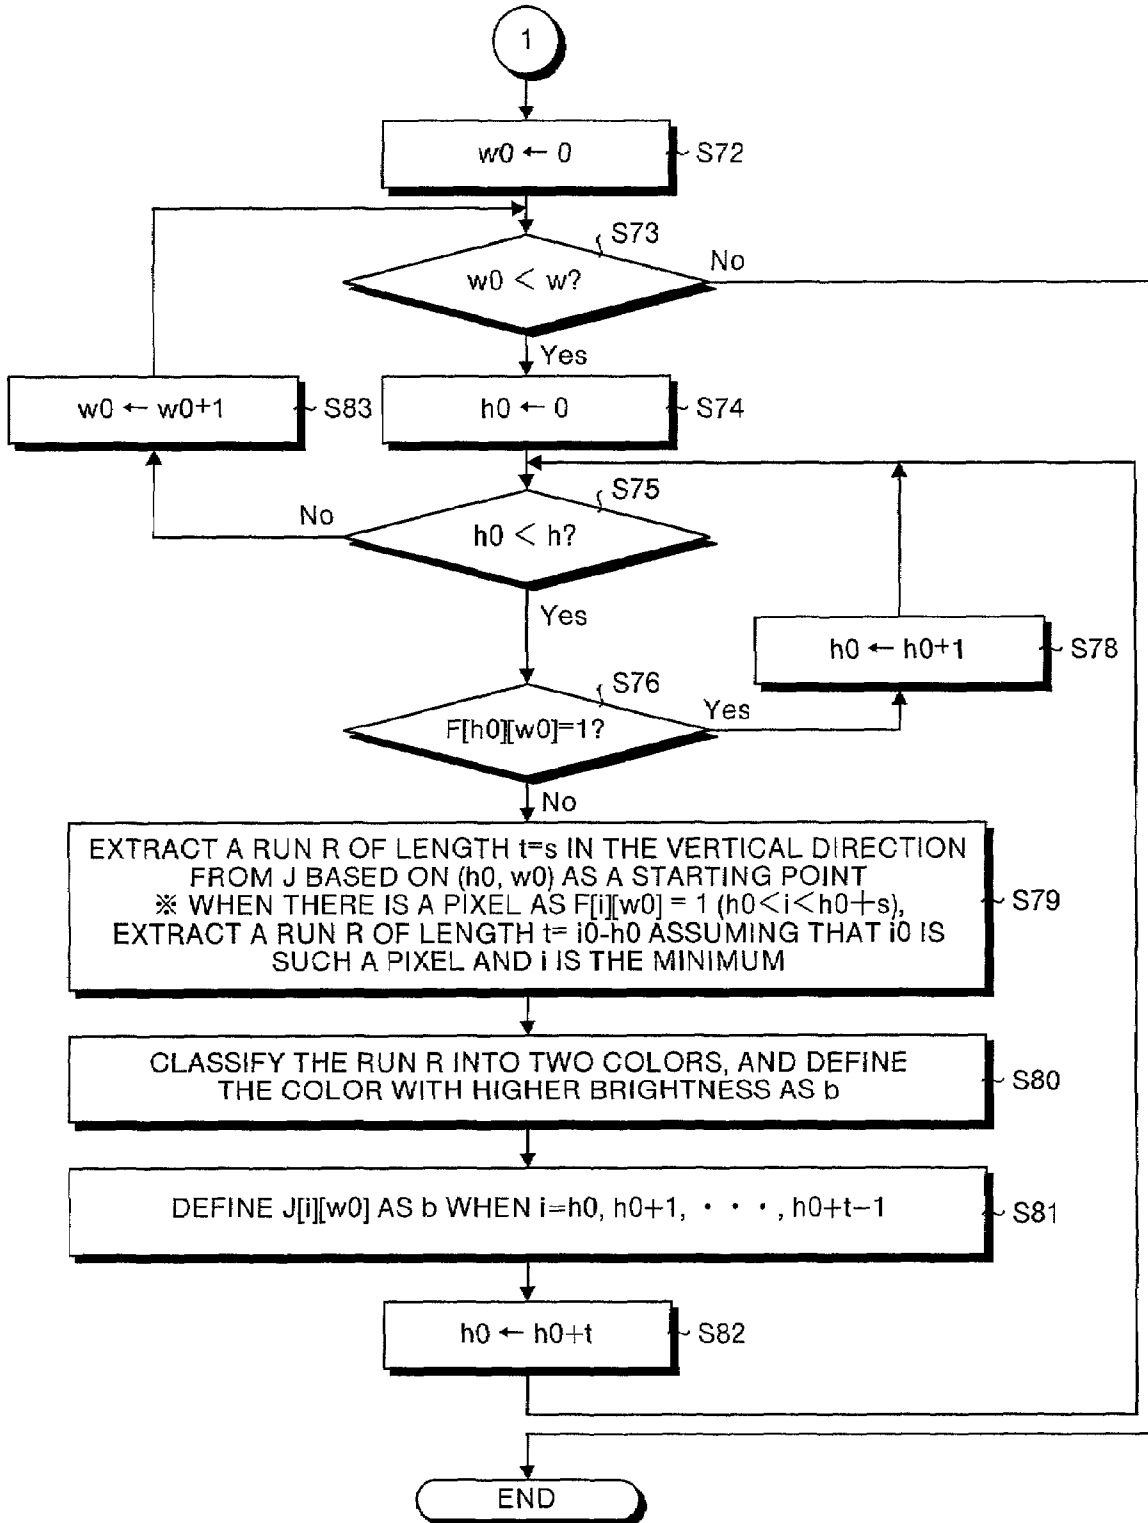 1
w0 ← 0
S72
S73
w0 < w?
No
Yes
w0 ← w0+1
S83
h0 ← 0
S74
S75
No
h0 < h?
Yes
h0 ← h0+1
S78
S76
F[h0][w0]=1?
Yes
No
EXTRACT A RUN R OF LENGTH t=s IN THE VERTICAL DIRECTION
FROM J BASED ON (h0, w0) AS A STARTING POINT
※ WHEN THERE IS A PIXEL AS F[i][w0] = 1 (h0<i<h0+s),
EXTRACT A RUN R OF LENGTH t= i0-h0 ASSUMING THAT i0 IS
SUCH A PIXEL AND i IS THE MINIMUM
S79
CLASSIFY THE RUN R INTO TWO COLORS, AND DEFINE
THE COLOR WITH HIGHER BRIGHTNESS AS b
S80
DEFINE J[i][w0] AS b WHEN i=h0, h0+1, · · · , h0+t-1
S81
h0 ← h0+t
S82
END